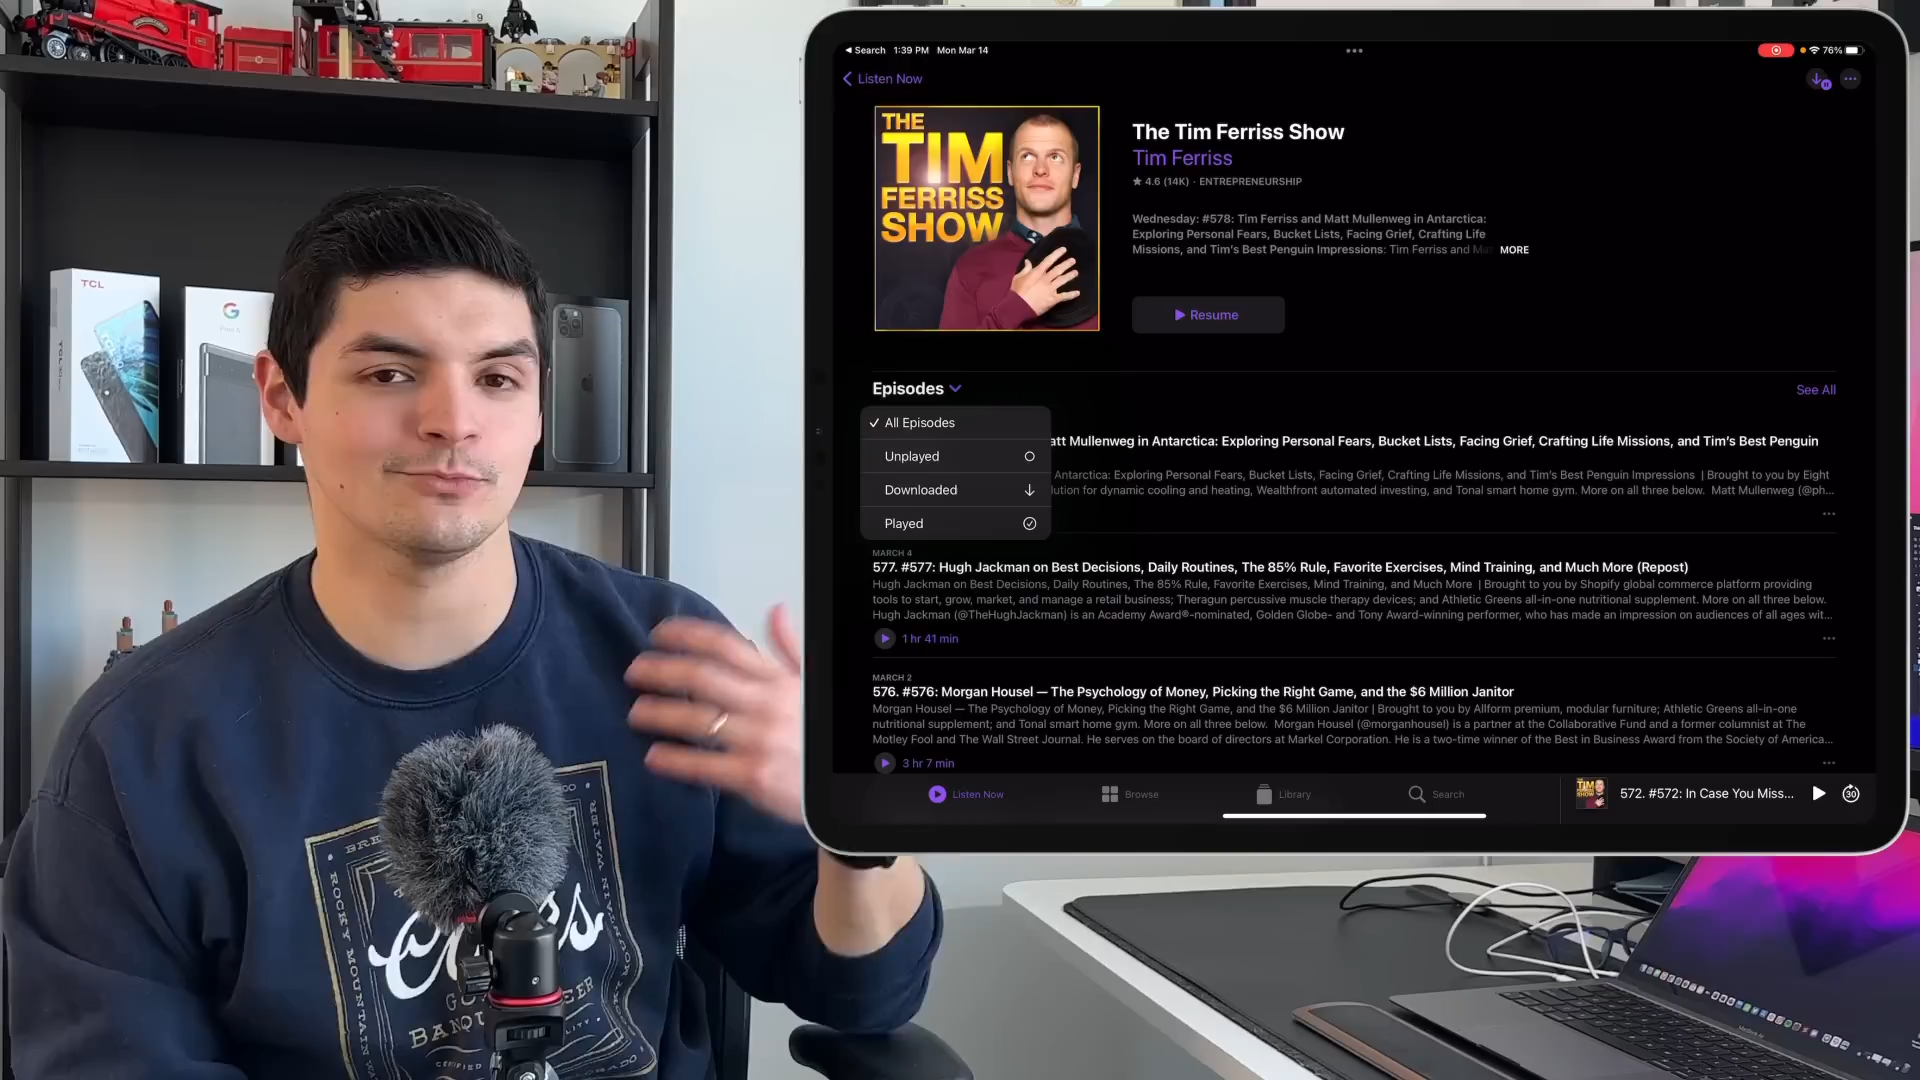 9
TCL
G
◀ Search 1:39 PM Mon Mar 14
76%
Listen Now
THE
TIM
FERRISS
SHOW
The Tim Ferriss Show
Tim Ferriss
★ 4.6 (14K) · ENTREPRENEURSHIP
Wednesday: #578: Tim Ferriss and Matt Mullenweg in Antarctica:
Exploring Personal Fears, Bucket Lists, Facing Grief, Crafting Life
Missions, and Tim's Best Penguin Impressions: Tim Ferriss and MORE
Resume
Episodes
See All
✓ All Episodes
Unplayed
Downloaded
Played
att Mullenweg in Antarctica: Exploring Personal Fears, Bucket Lists, Facing Grief, Crafting Life Missions, and Tim's Best Penguin
Antarctica: Exploring Personal Fears, Bucket Lists, Facing Grief, Crafting Life Missions, and Tim's Best Penguin Impressions | Brought to you by Eight
lution for dynamic cooling and heating, Wealthfront automated investing, and Tonal smart home gym. More on all three below. Matt Mullenweg (@ph...
MARCH 4
577. #577: Hugh Jackman on Best Decisions, Daily Routines, The 85% Rule, Favorite Exercises, Mind Training, and Much More (Repost)
Hugh Jackman on Best Decisions, Daily Routines, The 85% Rule, Favorite Exercises, Mind Training, and Much More | Brought to you by Shopify global commerce platform providing
tools to start, grow, market, and manage a retail business; Theragun percussive muscle therapy devices; and Athletic Greens all-in-one nutritional supplement. More on all three below.
Hugh Jackman (@TheHughJackman) is an Academy Award®-nominated, Golden Globe- and Tony Award-winning performer, who has made an impression on audiences of all ages wit...
1 hr 41 min
MARCH 2
576. #576: Morgan Housel — The Psychology of Money, Picking the Right Game, and the $6 Million Janitor
Morgan Housel — The Psychology of Money, Picking the Right Game, and the $6 Million Janitor | Brought to you by Allform premium, modular furniture; Athletic Greens all-in-one
nutritional supplement; and Tonal smart home gym. More on all three below. Morgan Housel (@morganhousel) is a partner at the Collaborative Fund and a former columnist at The
Motley Fool and The Wall Street Journal. He serves on the board of directors at Markel Corporation. He is a two-time winner of the Best in Business Award from the Society of America...
3 hr 7 min
Listen Now
Browse
Library
Search
572. #572: In Case You Miss...
30
ROCKY MOUNTAIN WATER
BANQU
CERTIFIED